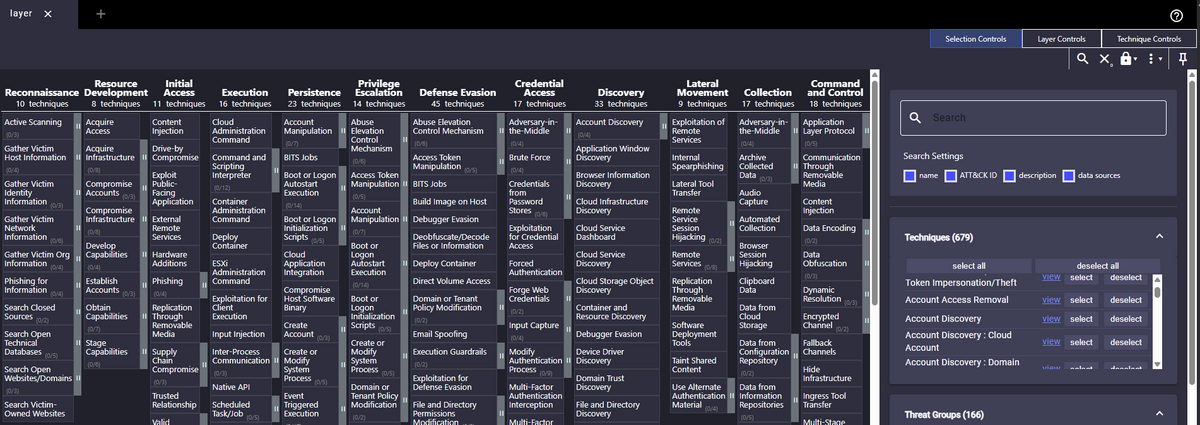 layer
Selection Controls
Layer Controls
Technique Controls
Reconnaissance
10 techniques
Active Scanning
(0/3)
Gather Victim
Host Information
(0/4)
Gather Victim
Identity
Information
(0/3)
Gather Victim
Network
Information
(0/6)
Gather Victim Org
Information
(0/4)
Phishing for
Information
(0/4)
Search Closed
Sources
(0/2)
Search Open
Technical
Databases
(0/5)
Search Open
Websites/Domains
(0/3)
Search Victim-
Owned Websites
Resource
Development
8 techniques
Acquire
Access
Acquire
Infrastructure
(0/8)
Compromise
Accounts
(0/3)
Compromise
Infrastructure
(0/8)
Develop
Capabilities
(0/4)
Establish
Accounts
(0/3)
Obtain
Capabilities
(0/7)
Stage
Capabilities
(0/6)
Initial
Access
11 techniques
Content
Injection
Drive-by
Compromise
Exploit
Public-
Facing
Application
External
Remote
Services
Hardware
Additions
Phishing
(0/4)
Replication
Through
Removable
Media
Supply
Chain
Compromise
(0/3)
Trusted
Relationship
Valid
Execution
16 techniques
Cloud
Administration
Command
Command and
Scripting
Interpreter
(0/12)
Container
Administration
Command
Deploy
Container
ESXi
Administration
Command
Exploitation for
Client
Execution
Input Injection
Inter-Process
Communication
(0/3)
Native API
Scheduled
Task/Job
(0/5)
Persistence
23 techniques
Account
Manipulation
(0/7)
BITS Jobs
Boot or Logon
Autostart
Execution
(0/14)
Boot or Logon
Initialization
Scripts
(0/5)
Cloud
Application
Integration
Compromise
Host Software
Binary
Create
Account
(0/3)
Create or
Modify
System
Process
(0/5)
Event
Triggered
Execution
Privilege
Escalation
14 techniques
Abuse
Elevation
Control
Mechanism
(0/6)
Access Token
Manipulation
(0/5)
Account
Manipulation
(0/7)
Boot or
Logon
Autostart
Execution
(0/14)
Boot or
Logon
Initialization
Scripts
(0/5)
Create or
Modify
System
Process
(0/5)
Domain or
Tenant Policy
Modification
(0/2)
Defense Evasion
45 techniques
Abuse Elevation
Control Mechanism
(0/6)
Access Token
Manipulation
(0/5)
BITS Jobs
Build Image on Host
Debugger Evasion
Deobfuscate/Decode
Files or Information
Deploy Container
Direct Volume Access
Domain or Tenant
Policy Modification
(0/2)
Email Spoofing
Execution Guardrails
(0/2)
Exploitation for
Defense Evasion
File and Directory
Permissions
Modification
Credential
Access
17 techniques
Adversary-in-
the-Middle
(0/4)
Brute Force
(0/4)
Credentials
from
Password
Stores
(0/6)
Exploitation
for Credential
Access
Forced
Authentication
Forge Web
Credentials
(0/2)
Input Capture
(0/4)
Modify
Authentication
Process
(0/9)
Multi-Factor
Authentication
Interception
Multi-Factor
Discovery
33 techniques
Account Discovery
(0/4)
Application Window
Discovery
Browser Information
Discovery
Cloud Infrastructure
Discovery
Cloud Service
Dashboard
Cloud Service
Discovery
Cloud Storage Object
Discovery
Container and
Resource Discovery
Debugger Evasion
Device Driver
Discovery
Domain Trust
Discovery
File and Directory
Discovery
Lateral
Movement
9 techniques
Exploitation of
Remote
Services
Internal
Spearphishing
Lateral Tool
Transfer
Remote
Service
Session
Hijacking
(0/2)
Remote
Services
(0/8)
Replication
Through
Removable
Media
Software
Deployment
Tools
Taint Shared
Content
Use Alternate
Authentication
Material
(0/4)
Collection
17 techniques
Adversary-in-
the-Middle
(0/4)
Archive
Collected
Data
(0/3)
Audio
Capture
Automated
Collection
Browser
Session
Hijacking
Clipboard
Data
Data from
Cloud
Storage
Data from
Configuration
Repository
(0/2)
Data from
Information
Repositories
(0/5)
Command
and Control
18 techniques
Application
Layer Protocol
(0/5)
Communication
Through
Removable
Media
Content
Injection
Data Encoding
(0/2)
Data
Obfuscation
(0/3)
Dynamic
Resolution
(0/3)
Encrypted
Channel
(0/2)
Fallback
Channels
Hide
Infrastructure
Ingress Tool
Transfer
Multi-Stage
Search
Search Settings
name
ATT&CK ID
description
data sources
Techniques (679)
select all
deselect all
Token Impersonation/Theft
view select deselect
Account Access Removal
view select deselect
Account Discovery
view select deselect
Account Discovery : Cloud
Account
view select deselect
Account Discovery : Domain
view select deselect
Threat Groups (166)